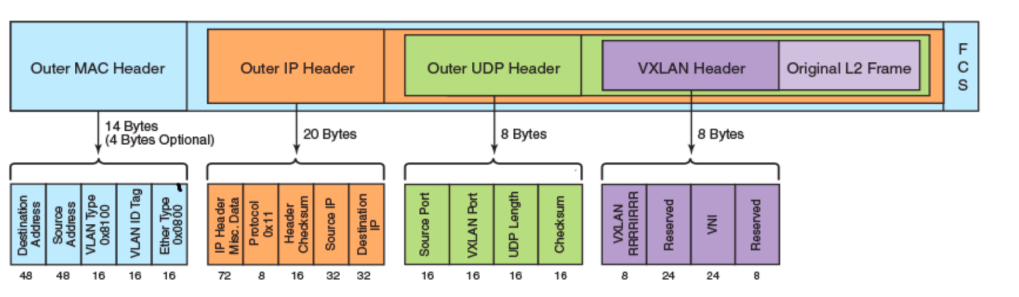 Outer MAC Header
Outer IP Header
Outer UDP Header
VXLAN Header
Original L2 Frame
F
C
S
14 Bytes
(4 Bytes Optional)
20 Bytes
8 Bytes
8 Bytes
Destination
Address
Source
Address
VLAN Type
0x8100
VLAN ID Tag
Ether Type
0x0800
IP Header
Misc. Data
Protocol
0x11
Header
Checksum
Source IP
Destination
IP
Source Port
VXLAN Port
UDP Length
Checksum
VXLAN
RRRRIRRR
Reserved
VNI
Reserved
48 48 16 16 16 72 8 16 32 32 16 16 16 16 8 24 24 8